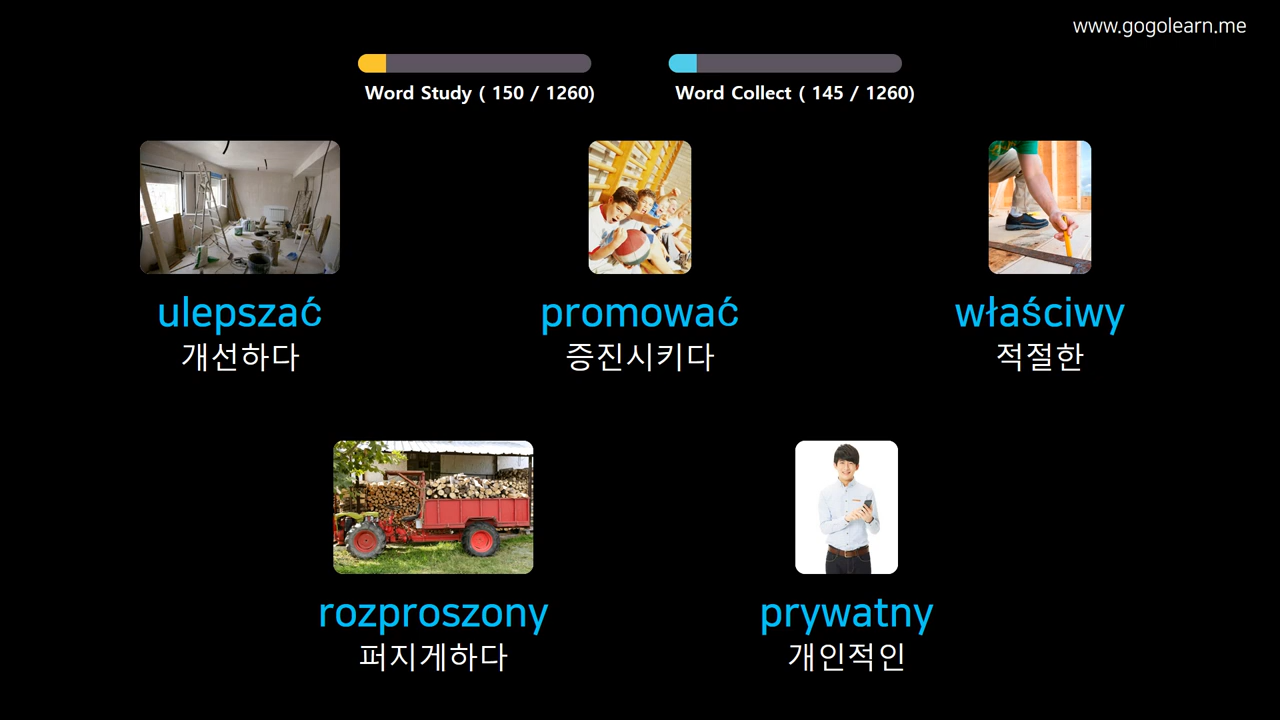 www.gogolearn.me
Word Study ( 150 / 1260)
Word Collect ( 145 / 1260)
ulepszać
promować
właściwy
개선하다
증진시키다
적절한
rozproszony
prywatny
퍼지게하다
개인적인